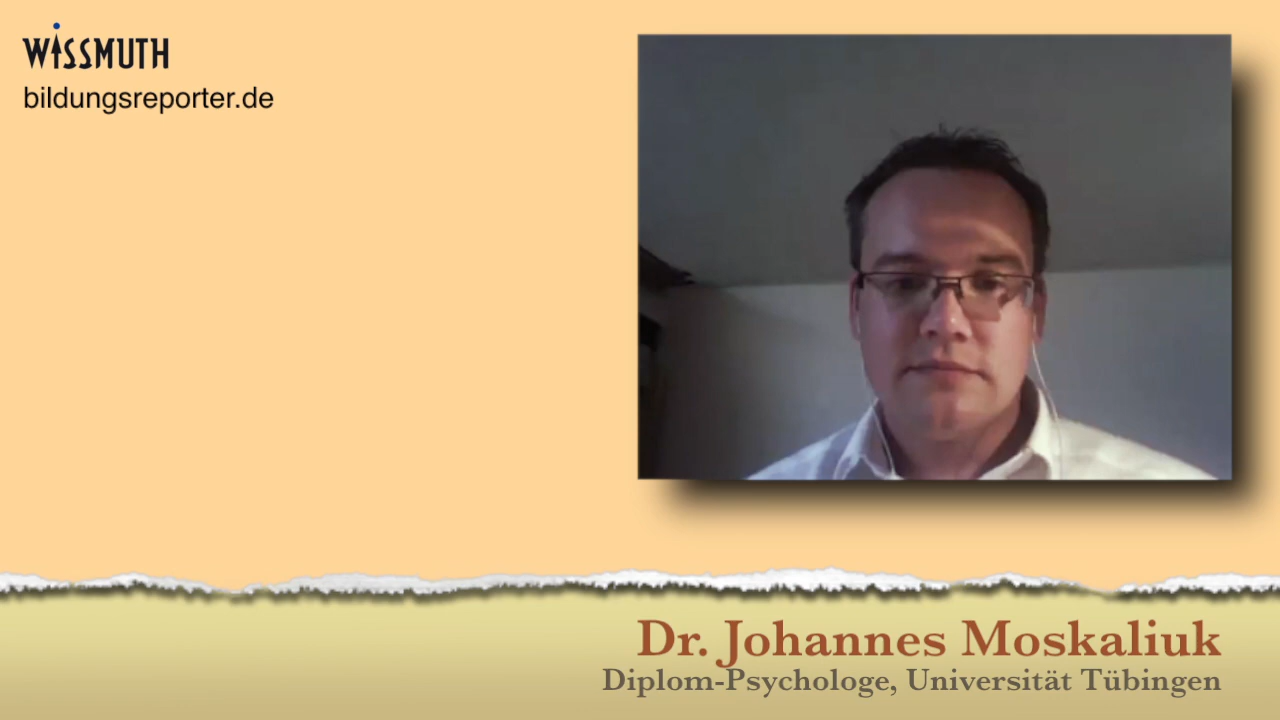 WISSMUTH
bildungsreporter.de
Dr. Johannes Moskaliuk
Diplom-Psychologe, Universität Tübingen